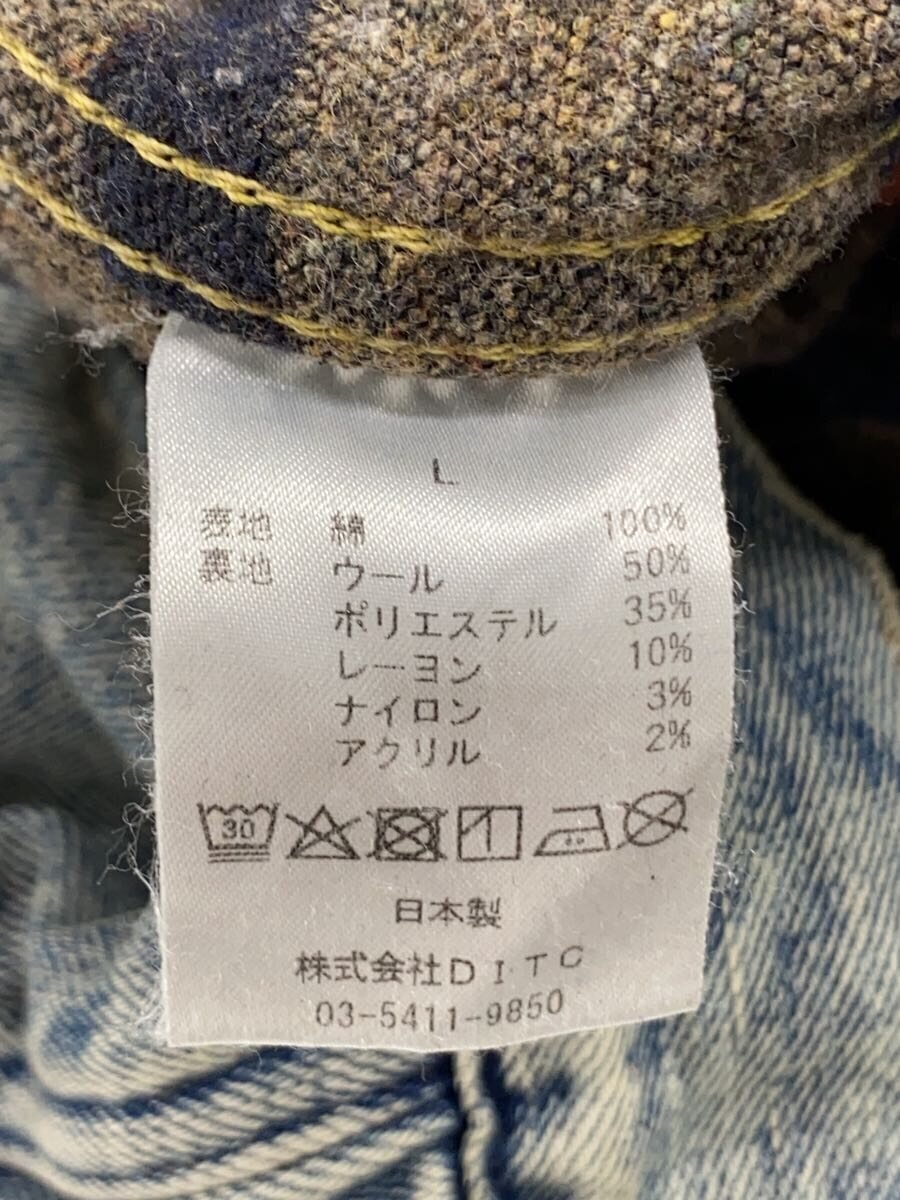 L
表地 綿 100%
裏地 ウール 50%
ポリエステル 35%
レーヨン 10%
ナイロン 3%
アクリル 2%
30
日本製
株式会社DITC
03-5411-9850